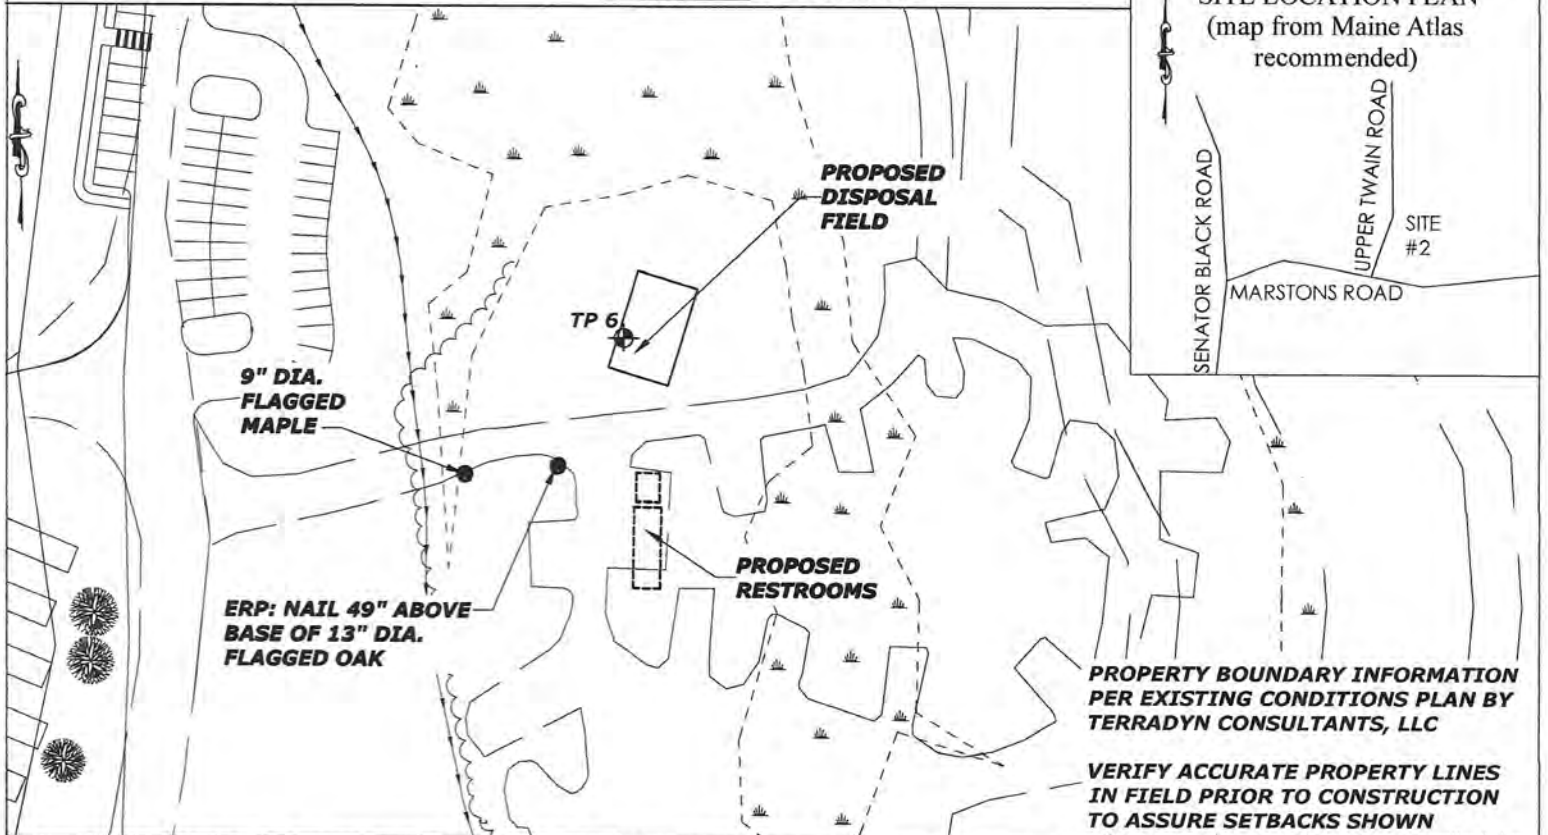 SITE LOCATION PLAN
(map from Maine Atlas
recommended)
SENATOR BLACK ROAD
UPPER TWAIN ROAD
SITE
#2
MARSTONS ROAD
PROPOSED
DISPOSAL
FIELD
TP 6
9" DIA.
FLAGGED
MAPLE
ERP: NAIL 49" ABOVE
BASE OF 13" DIA.
FLAGGED OAK
PROPOSED
RESTROOMS
PROPERTY BOUNDARY INFORMATION
PER EXISTING CONDITIONS PLAN BY
TERRADYN CONSULTANTS, LLC
VERIFY ACCURATE PROPERTY LINES
IN FIELD PRIOR TO CONSTRUCTION
TO ASSURE SETBACKS SHOWN